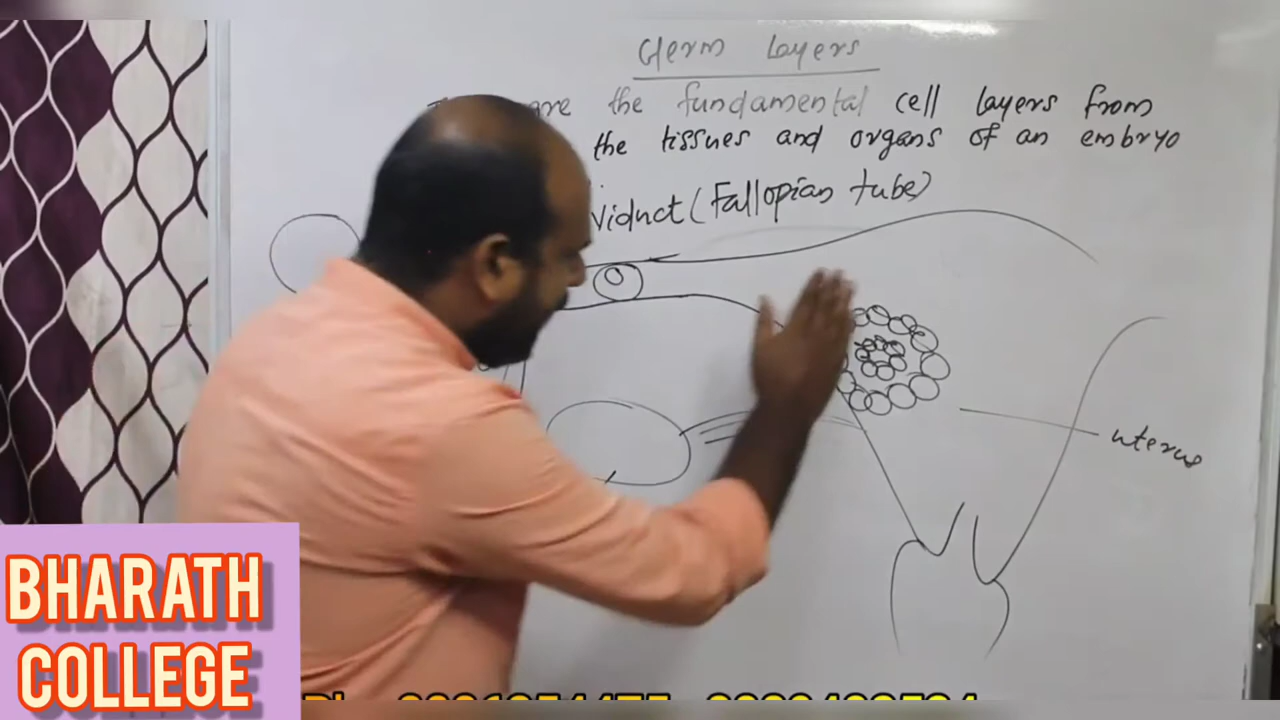 Germ Layers
are the fundamental cell layers from
the tissues and organs of an embryo
viduct (Fallopian tube)
uterus
BHARATH
COLLEGE